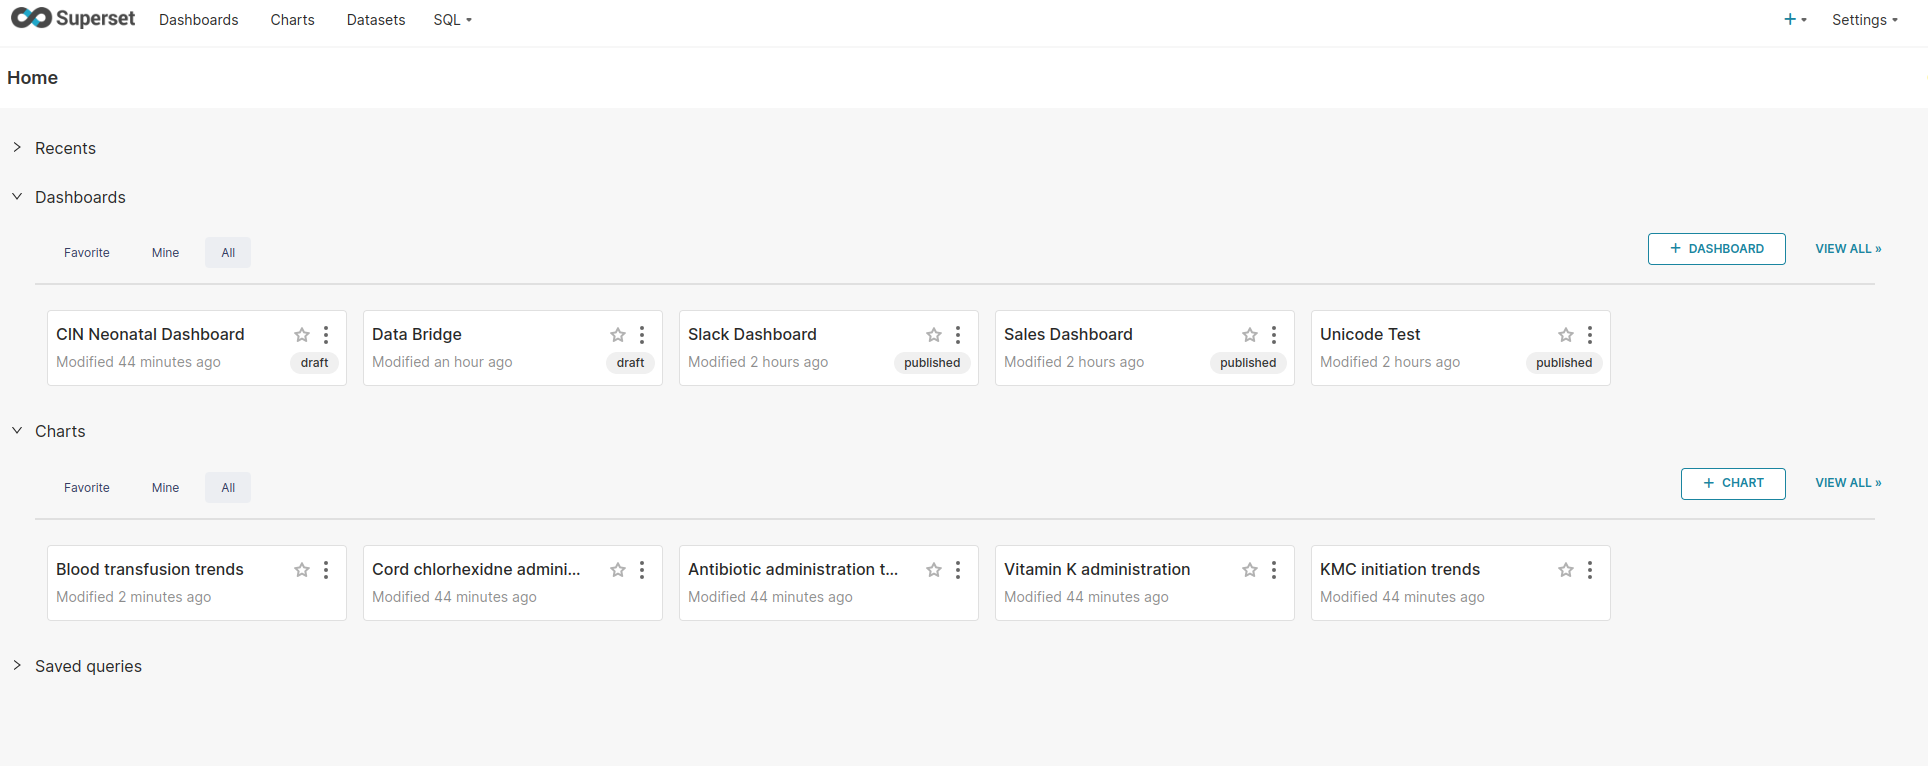 Superset Dashboards Charts Datasets SQL + Settings
Home
Recents
Dashboards
Favorite Mine All + DASHBOARD VIEW ALL »
CIN Neonatal Dashboard
Modified 44 minutes ago draft
Data Bridge
Modified an hour ago draft
Slack Dashboard
Modified 2 hours ago published
Sales Dashboard
Modified 2 hours ago published
Unicode Test
Modified 2 hours ago published
Charts
Favorite Mine All + CHART VIEW ALL »
Blood transfusion trends
Modified 2 minutes ago
Cord chlorhexidne admini...
Modified 44 minutes ago
Antibiotic administration t...
Modified 44 minutes ago
Vitamin K administration
Modified 44 minutes ago
KMC initiation trends
Modified 44 minutes ago
Saved queries